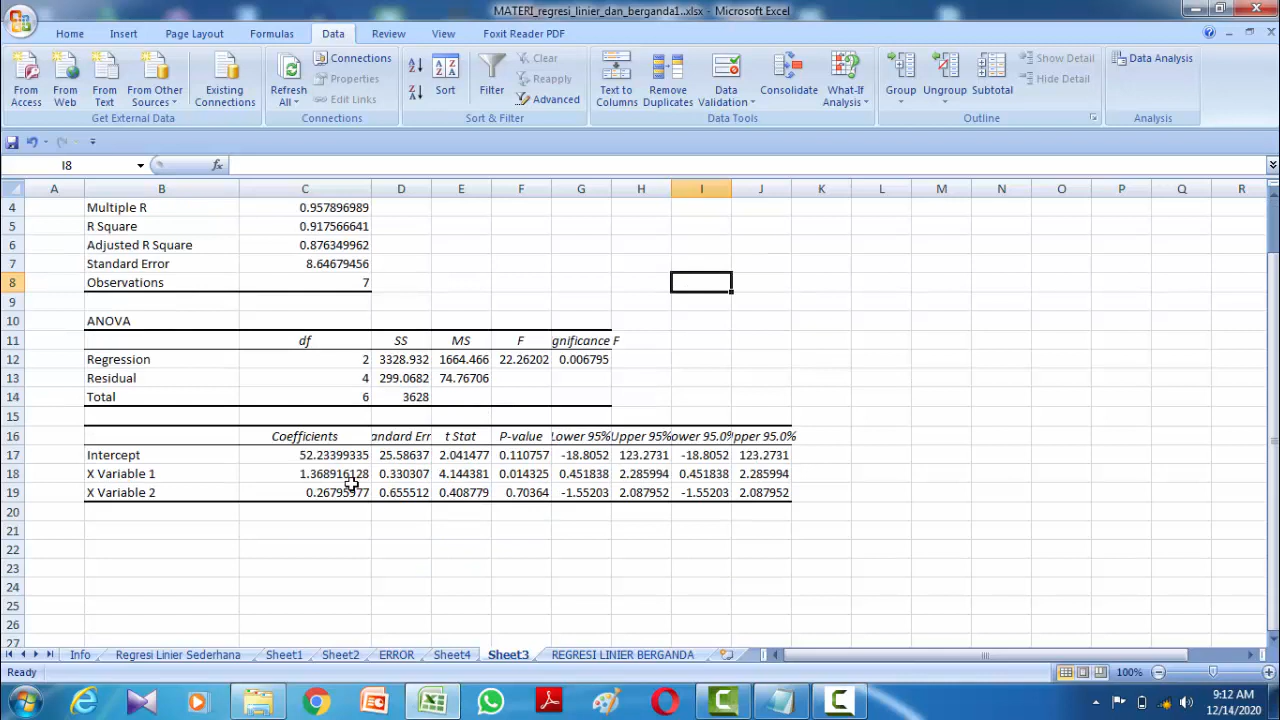 MATERI_regresi_linier_dan_berganda1..xlsx - Microsoft Excel
Home Insert Page Layout Formulas Data Review View Foxit Reader PDF
From Access
From Web
From Text
From Other Sources
Existing Connections
Get External Data
Refresh All
Connections
Properties
Edit Links
Connections
Sort
Filter
Clear
Reapply
Advanced
Sort & Filter
Text to Columns
Remove Duplicates
Data Validation
Consolidate
What-If Analysis
Data Tools
Group
Ungroup
Subtotal
Show Detail
Hide Detail
Outline
Data Analysis
Analysis
I8 fx
A B C D E F G H I J K L M N O P Q R
4 Multiple R 0.957896989
5 R Square 0.917566641
6 Adjusted R Square 0.876349962
7 Standard Error 8.64679456
8 Observations 7
9
10 ANOVA
11 df SS MS F gnificance F
12 Regression 2 3328.932 1664.466 22.26202 0.006795
13 Residual 4 299.0682 74.76706
14 Total 6 3628
15
16 Coefficients andard Err t Stat P-value Lower 95% Upper 95% ower 95.0% pper 95.0%
17 Intercept 52.23399335 25.58637 2.041477 0.110757 -18.8052 123.2731 -18.8052 123.2731
18 X Variable 1 1.368916128 0.330307 4.144381 0.014325 0.451838 2.285994 0.451838 2.285994
19 X Variable 2 0.26795977 0.655512 0.408779 0.70364 -1.55203 2.087952 -1.55203 2.087952
20
21
22
23
24
25
26
27
Info Regresi Linier Sederhana Sheet1 Sheet2 ERROR Sheet4 Sheet3 REGRESI LINIER BERGANDA
Ready 100%
9:12 AM
12/14/2020